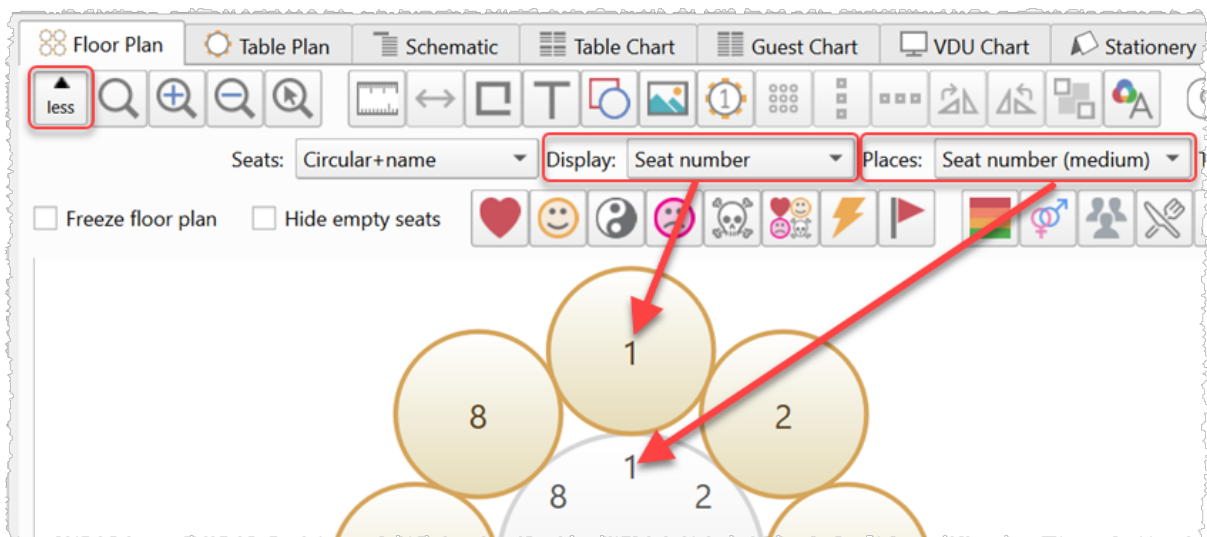 Floor Plan Table Plan Schematic Table Chart Guest Chart VDU Chart Stationery
less T 1 A
Seats: Circular+name Display: Seat number Places: Seat number (medium)
Freeze floor plan Hide empty seats
1
8 2
1
8 2